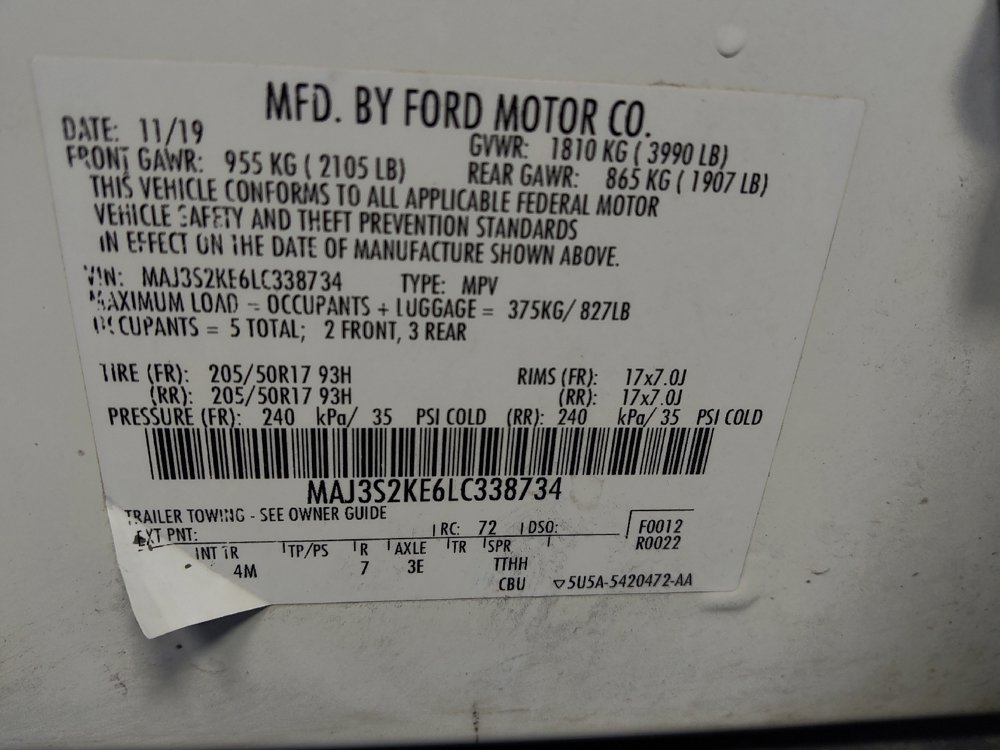 MFD. BY FORD MOTOR CO.
DATE: 11/19 GVWR: 1810 KG ( 3990 LB)
FRONT GAWR: 955 KG ( 2105 LB) REAR GAWR: 865 KG ( 1907 LB)
THIS VEHICLE CONFORMS TO ALL APPLICABLE FEDERAL MOTOR
VEHICLE SAFETY AND THEFT PREVENTION STANDARDS
IN EFFECT ON THE DATE OF MANUFACTURE SHOWN ABOVE.
VIN: MAJ3S2KE6LC338734 TYPE: MPV
MAXIMUM LOAD = OCCUPANTS + LUGGAGE = 375KG/ 827LB
OCCUPANTS = 5 TOTAL; 2 FRONT, 3 REAR
TIRE (FR): 205/50R17 93H RIMS (FR): 17x7.0J
(RR): 205/50R17 93H (RR): 17x7.0J
PRESSURE (FR): 240 kPa/ 35 PSI COLD (RR): 240 kPa/ 35 PSI COLD
MAJ3S2KE6LC338734
TRAILER TOWING - SEE OWNER GUIDE
EXT PNT: RC: 72 DSO: F0012
R0022
INT TR TP/PS R AXLE TR SPR
4M 7 3E TTHH
CBU ▽5U5A-5420472-AA